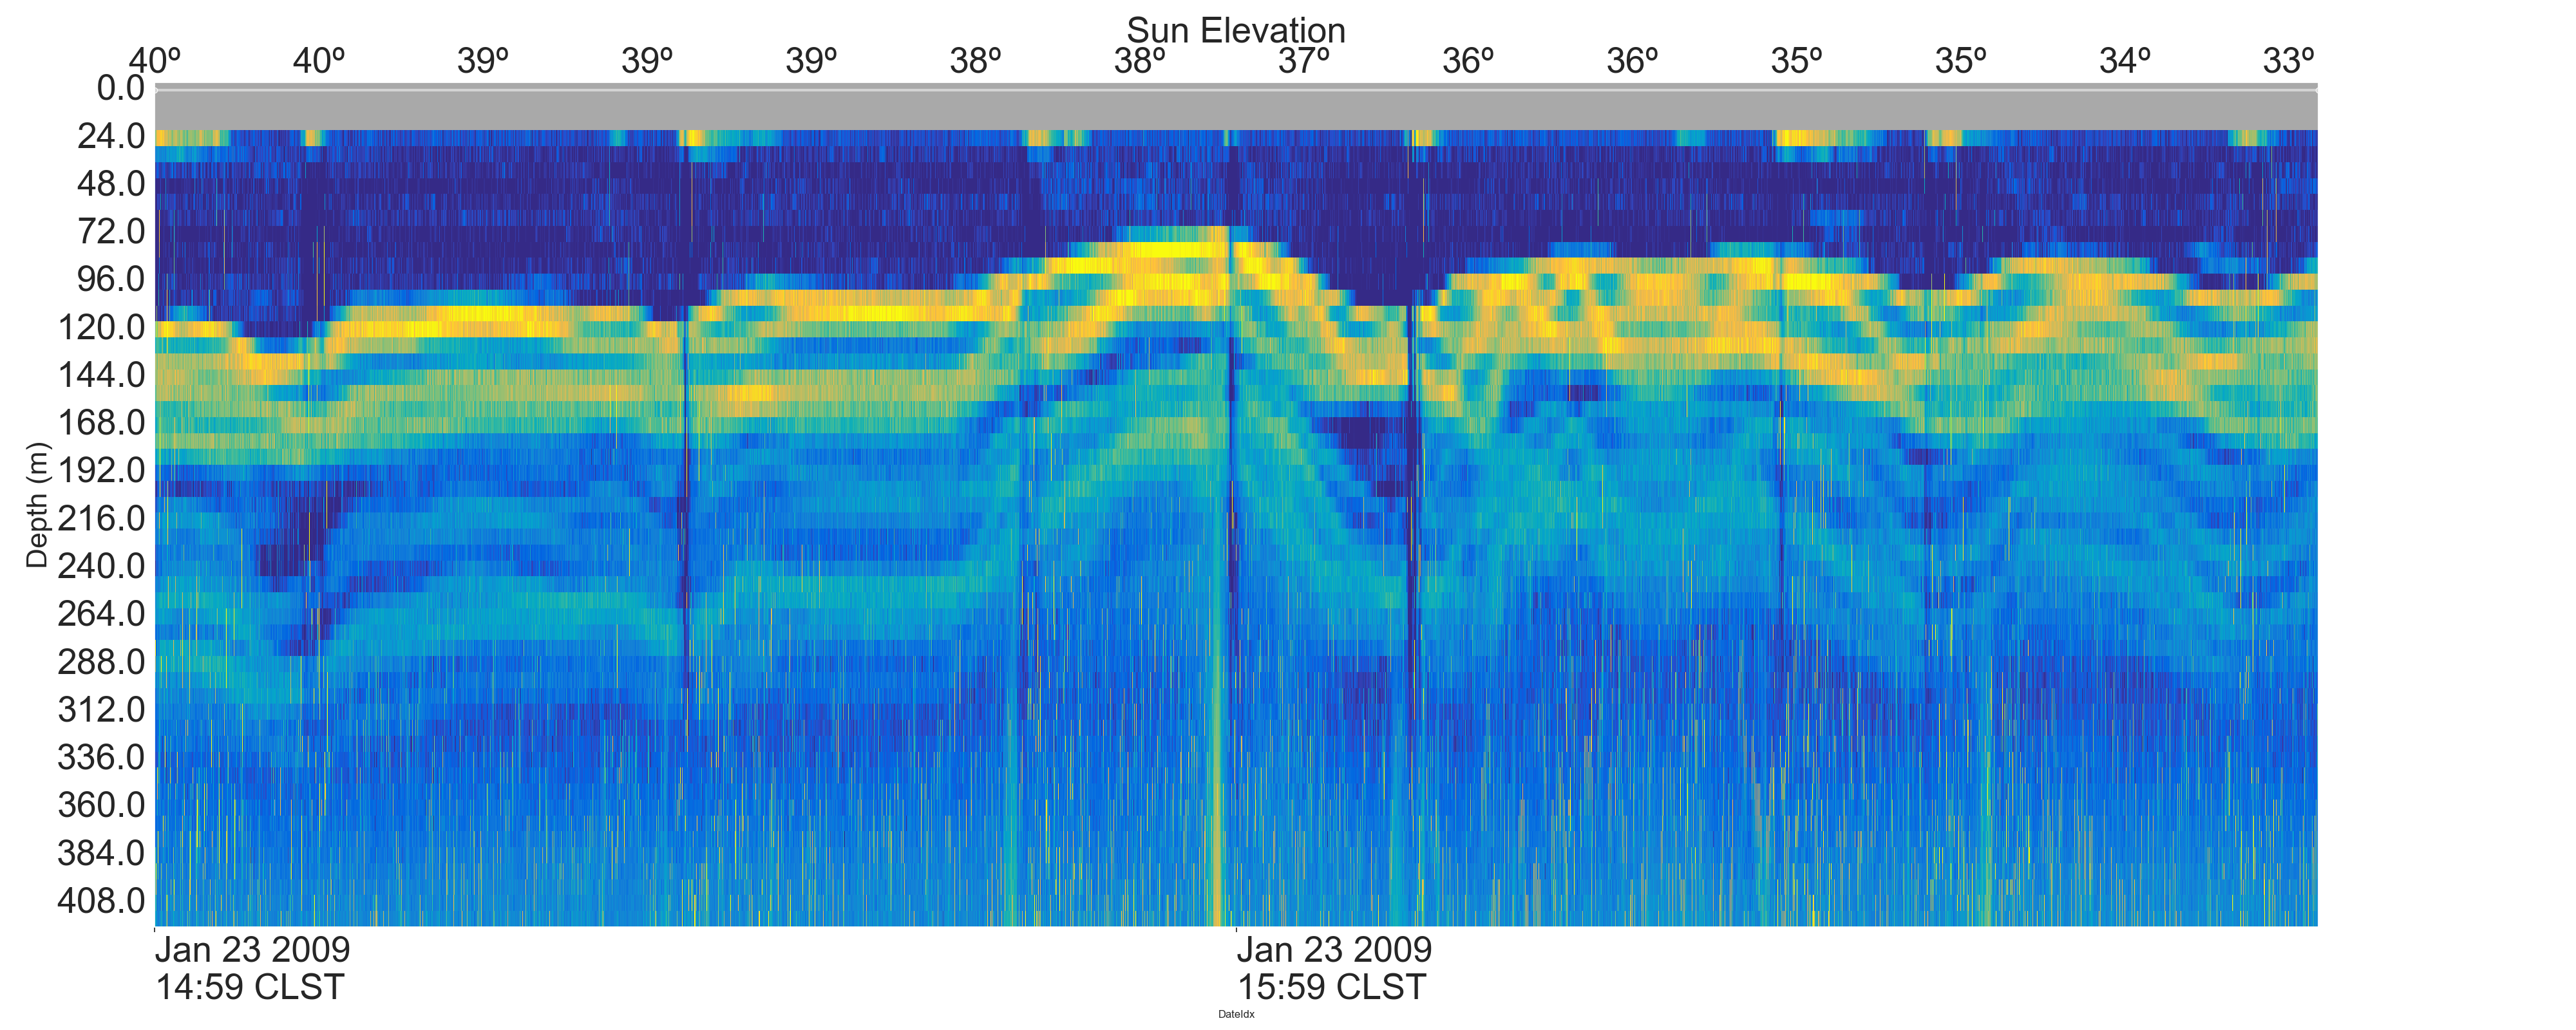 Sun Elevation
40º 40º 39º 39º 39º 38º 38º 37º 36º 36º 35º 35º 34º 33º
0.0
24.0
48.0
72.0
96.0
120.0
144.0
168.0
192.0
216.0
240.0
264.0
288.0
312.0
336.0
360.0
384.0
408.0
Depth (m)
Jan 23 2009
14:59 CLST
Jan 23 2009
15:59 CLST
DateIdx